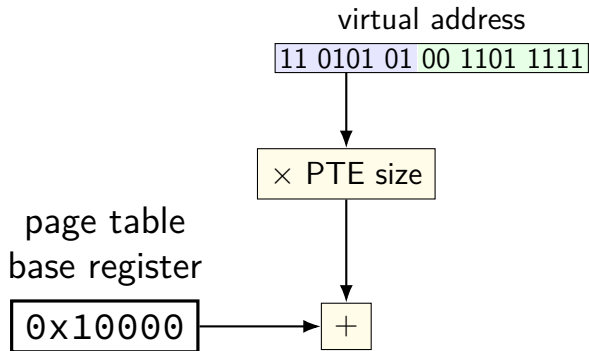 virtual address
11 0101 01 00 1101 1111
× PTE size
page table
base register
0x10000
+